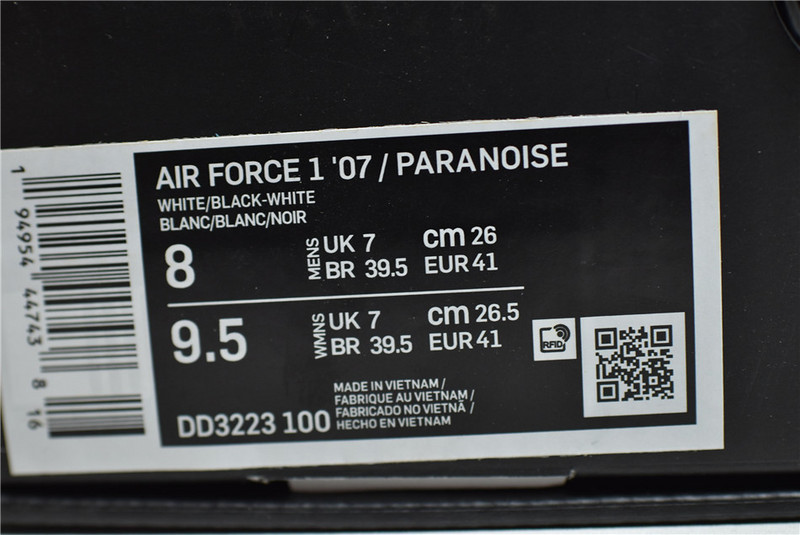 AIR FORCE 1 '07 / PARANOISE
WHITE/BLACK-WHITE
BLANC/BLANC/NOIR
8 MENS UK 7 cm 26
BR 39.5 EUR 41
9.5 WMNS UK 7 cm 26.5
BR 39.5 EUR 41
RFID
MADE IN VIETNAM /
FABRIQUE AU VIETNAM /
FABRICADO NO VIETNÃ /
HECHO EN VIETNAM
DD3223 100
1 94954 44743 8 16